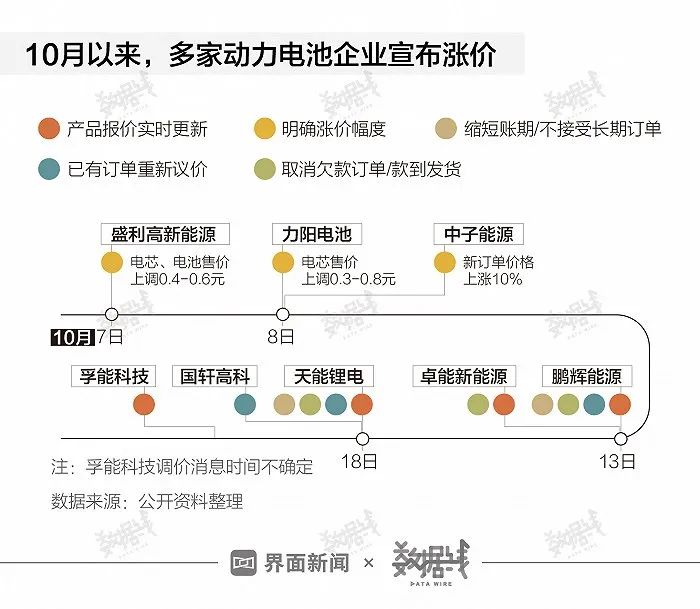 10月以来，多家动力电池企业宣布涨价
产品报价实时更新
明确涨价幅度
缩短账期/不接受长期订单
已有订单重新议价
取消欠款订单/款到发货
盛利高新能源
力阳电池
中子能源
电芯、电池售价
上调0.4-0.6元
电芯售价
上调0.3-0.8元
新订单价格
上涨10%
10月7日
8日
孚能科技
国轩高科
天能锂电
卓能新能源
鹏辉能源
18日
13日
注：孚能科技调价消息时间不确定
数据来源：公开资料整理
界面新闻 × 数据线
DATA WIRE